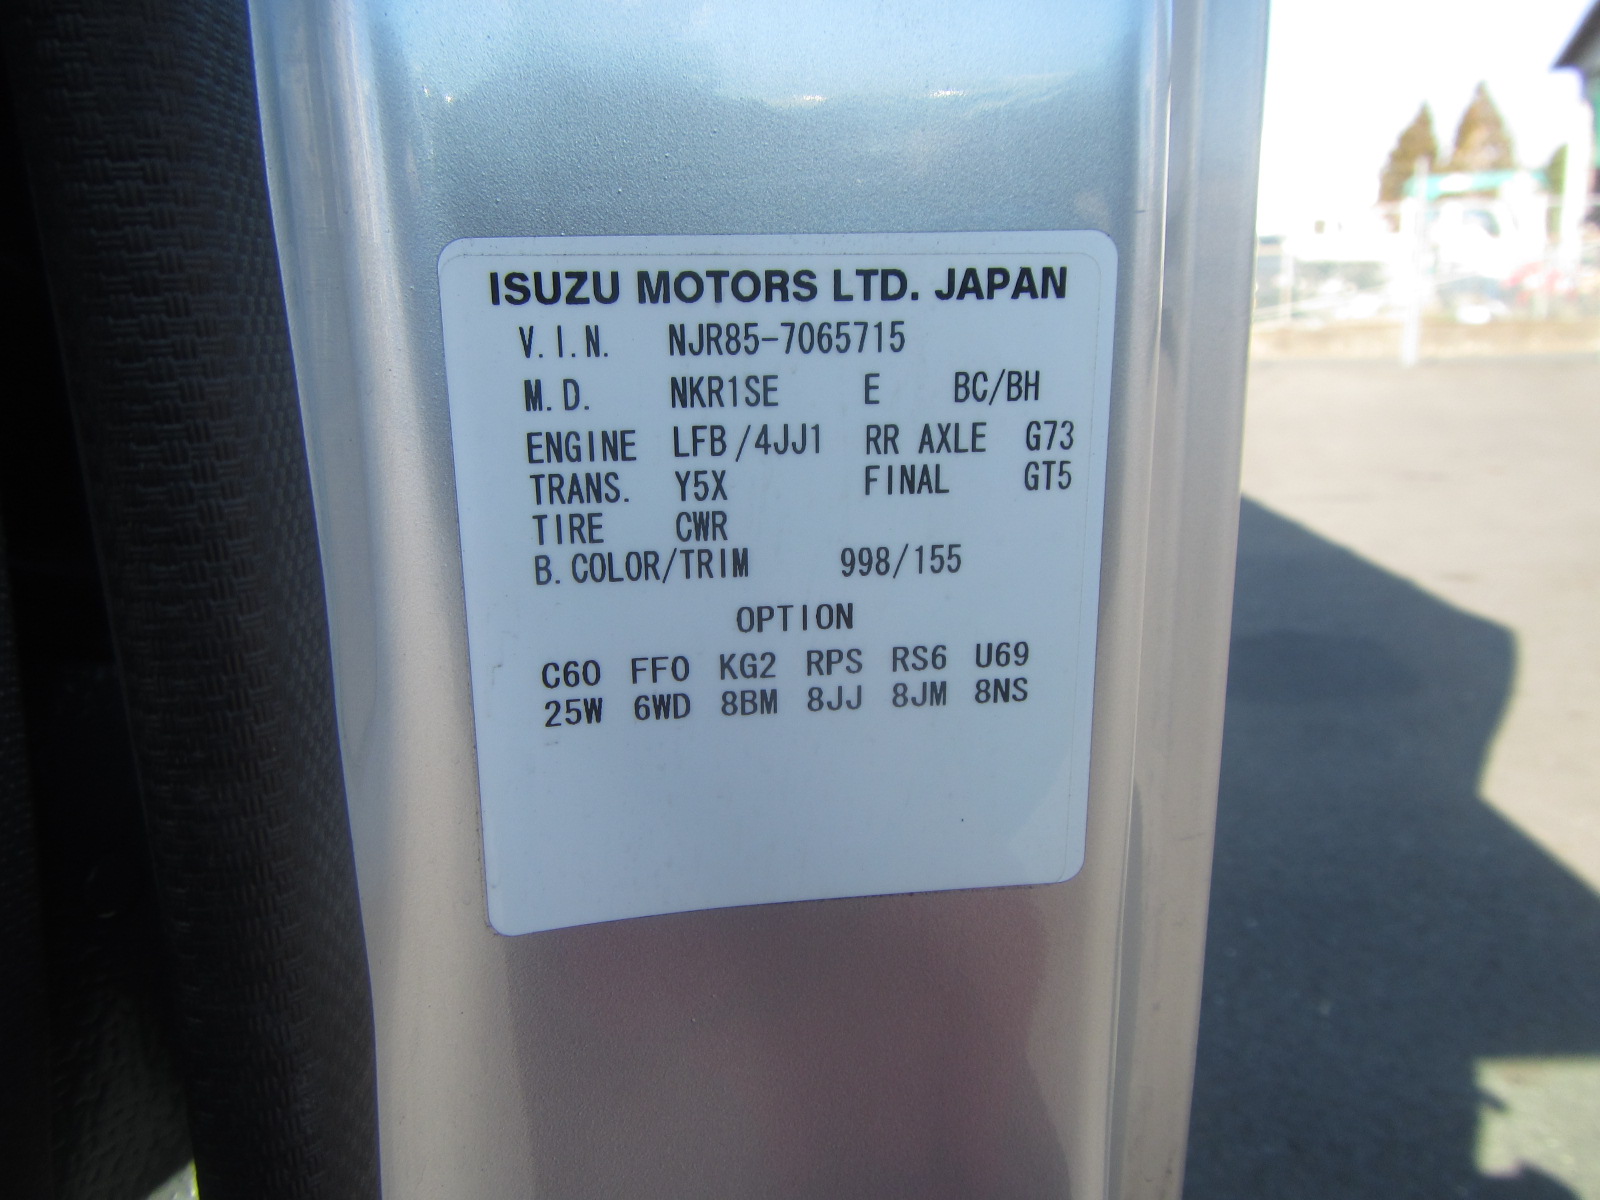 ISUZU MOTORS LTD. JAPAN
V.I.N. NJR85-7065715
M.D. NKR1SE E BC/BH
ENGINE LFB/4JJ1 RR AXLE G73
TRANS. Y5X FINAL GT5
TIRE CWR
B.COLOR/TRIM 998/155
OPTION
C60 FF0 KG2 RPS RS6 U69
25W 6WD 8BM 8JJ 8JM 8NS